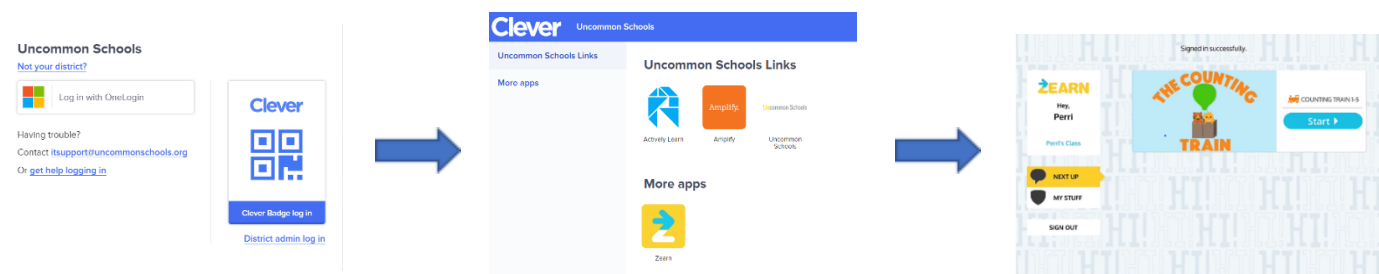 Uncommon Schools
Not your district?
Log in with OneLogin
Having trouble?
Contact itsupport@uncommonschools.org
Or get help logging in
Clever
Clever Badge log in
District admin log in
Clever Uncommon Schools
Uncommon Schools Links
More apps
Uncommon Schools Links
Amplify.
Uncommon Schools
Actively Learn
Amplify
Uncommon
Schools
More apps
Zearn
Signed in successfully.
ZEARN
Hey,
Perri
Perri's Class
NEXT UP
MY STUFF
SIGN OUT
THE COUNTING
TRAIN
COUNTING TRAIN 1-5
Start